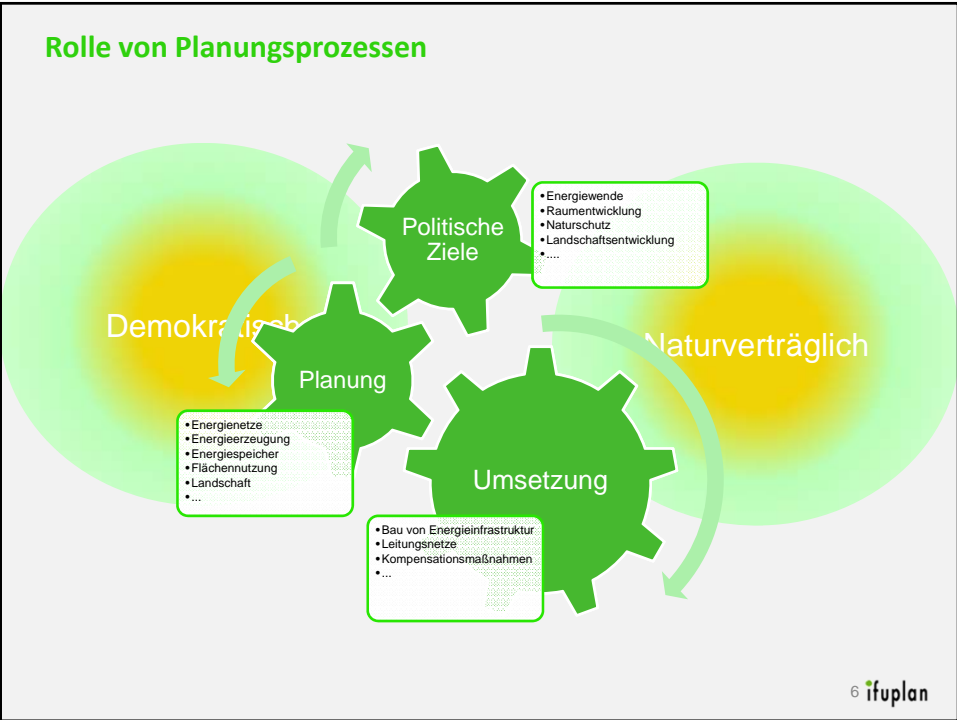 Rolle von Planungsprozessen
Politische
Ziele
•Energiewende
•Raumentwicklung
•Naturschutz
•Landschaftsentwicklung
•....
Demokratisch
Naturverträglich
Planung
•Energienetze
•Energieerzeugung
•Energiespeicher
•Flächennutzung
•Landschaft
•...
Umsetzung
•Bau von Energieinfrastruktur
•Leitungsnetze
•Kompensationsmaßnahmen
•...
6 ifuplan